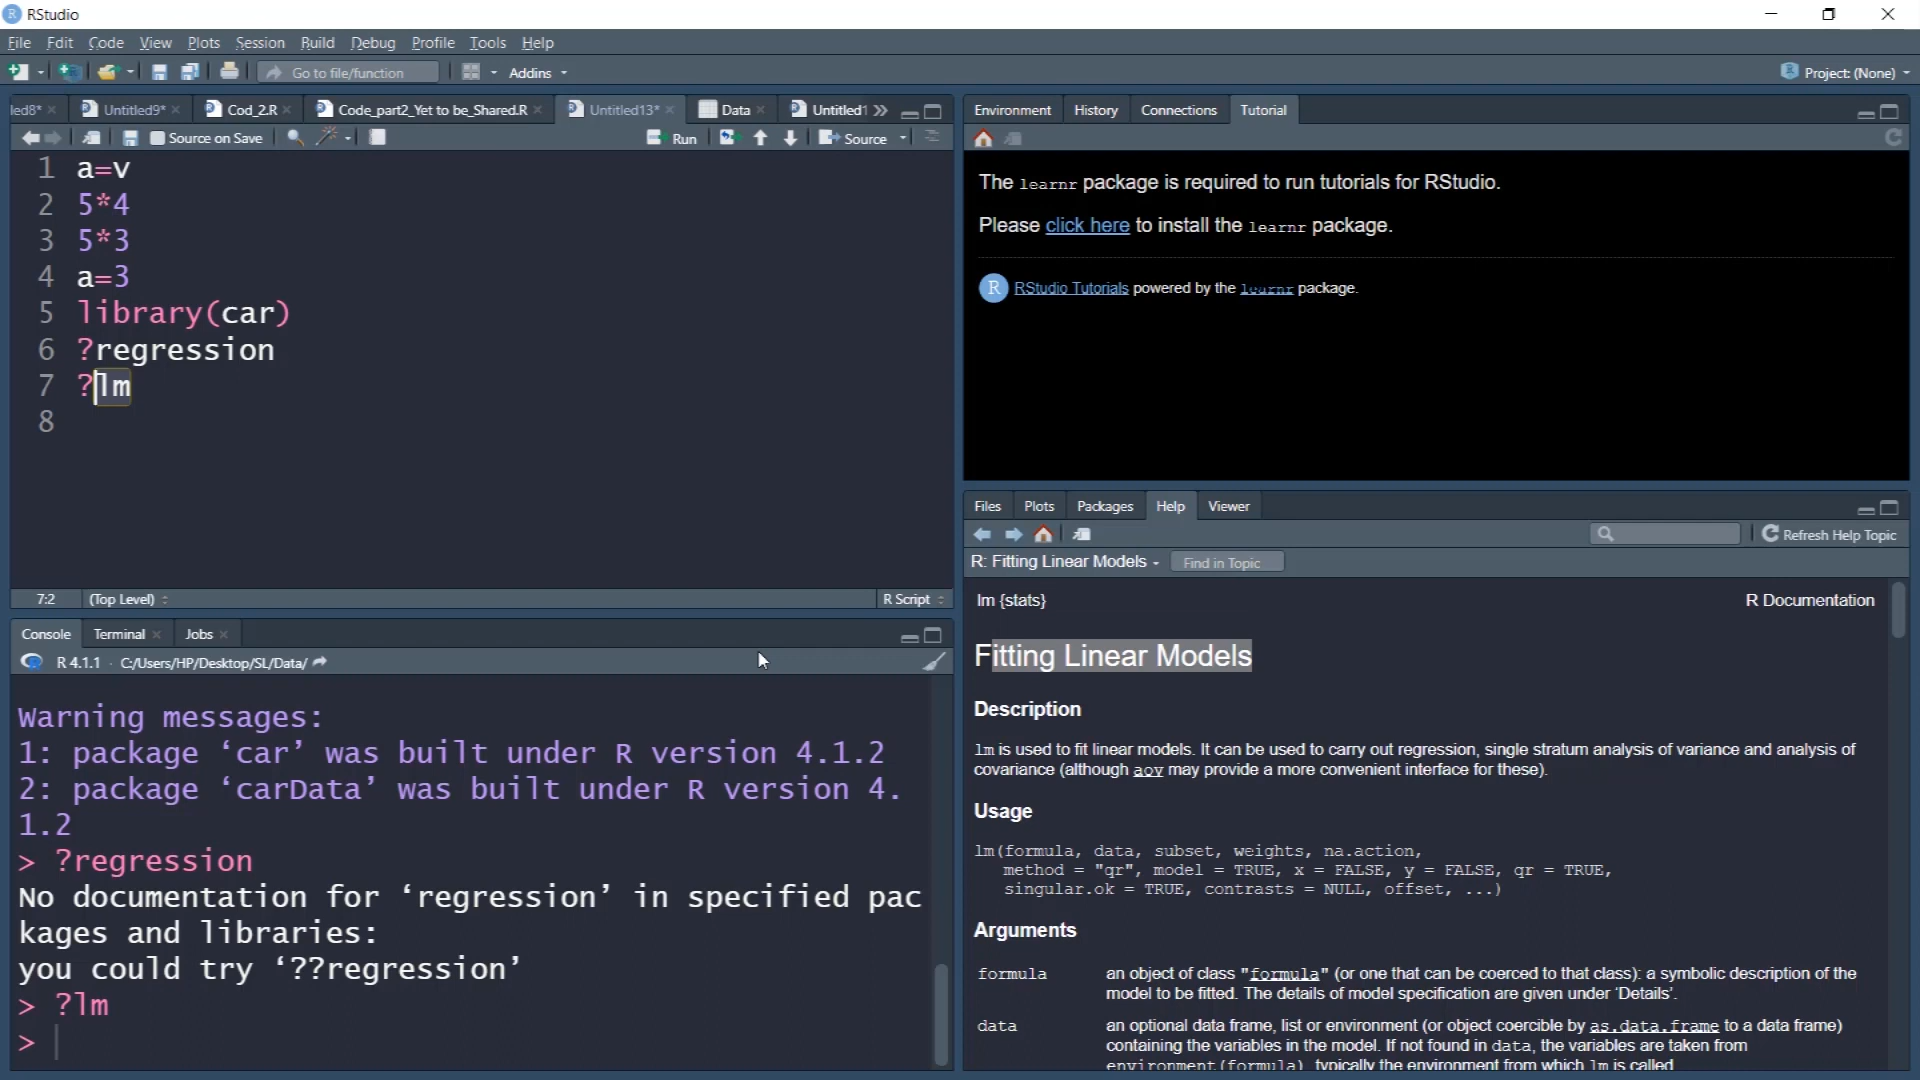 RStudio
File Edit Code View Plots Session Build Debug Profile Tools Help
Go to file/function Addins Project: (None)
led8* Untitled9* Cod_2.R Code_part2_Yet to be_Shared.R Untitled13* Data Untitled1
Source on Save Run Source
1 a=v
2 5*4
3 5*3
4 a=3
5 library(car)
6 ?regression
7 ?lm
8
7:2 (Top Level) R Script
Console Terminal Jobs
R 4.1.1 · C:/Users/HP/Desktop/SL/Data/
Warning messages:
1: package ‘car’ was built under R version 4.1.2
2: package ‘carData’ was built under R version 4.
1.2
> ?regression
No documentation for ‘regression’ in specified pac
kages and libraries:
you could try ‘??regression’
> ?lm
>
Environment History Connections Tutorial
The learnr package is required to run tutorials for RStudio.
Please click here to install the learnr package.
RStudio Tutorials powered by the learnr package.
Files Plots Packages Help Viewer
Refresh Help Topic
R: Fitting Linear Models Find in Topic
lm {stats} R Documentation
Fitting Linear Models
Description
lm is used to fit linear models. It can be used to carry out regression, single stratum analysis of variance and analysis of
covariance (although aov may provide a more convenient interface for these).
Usage
lm(formula, data, subset, weights, na.action,
method = "qr", model = TRUE, x = FALSE, y = FALSE, qr = TRUE,
singular.ok = TRUE, contrasts = NULL, offset, ...)
Arguments
formula an object of class "formula" (or one that can be coerced to that class): a symbolic description of the
model to be fitted. The details of model specification are given under ‘Details’.
data an optional data frame, list or environment (or object coercible by as.data.frame to a data frame)
containing the variables in the model. If not found in data, the variables are taken from
environment(formula), typically the environment from which lm is called